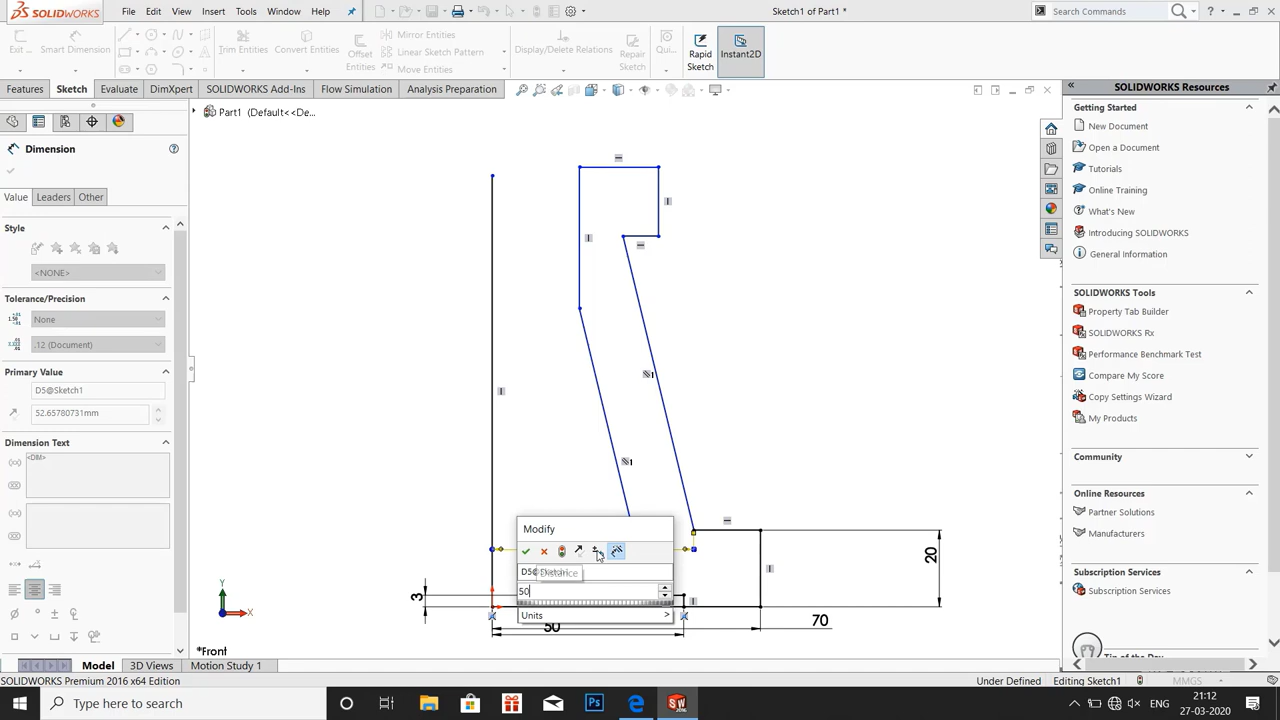 SOLIDWORKS
File Edit View Insert Tools Window Help
Sketch1 of Part1 *
Search Commands
Exit ...
Smart Dimension
Trim Entities
Convert Entities
Offset Entities
Mirror Entities
Linear Sketch Pattern
Move Entities
Display/Delete Relations
Repair Sketch
Qui...
Rapid Sketch
Instant2D
Features Sketch Evaluate DimXpert SOLIDWORKS Add-Ins Flow Simulation Analysis Preparation
Part1 (Default<<De...
Dimension
Value Leaders Other
Style
<NONE>
Tolerance/Precision
None
.12 (Document)
Primary Value
D5@Sketch1
52.65780731mm
Dimension Text
<DIM>
Modify
Distance
50
Units
3
50
70
20
Y
X
*Front
SOLIDWORKS Resources
Getting Started
New Document
Open a Document
Tutorials
Online Training
What's New
Introducing SOLIDWORKS
General Information
SOLIDWORKS Tools
Property Tab Builder
SOLIDWORKS Rx
Performance Benchmark Test
Compare My Score
Copy Settings Wizard
My Products
Community
Online Resources
Partner Solutions
Manufacturers
Subscription Services
Subscription Services
Tip of the Day
Model 3D Views Motion Study 1
SOLIDWORKS Premium 2016 x64 Edition
Under Defined Editing Sketch1 MMGS
Type here to search
ENG
21:12
27-03-2020